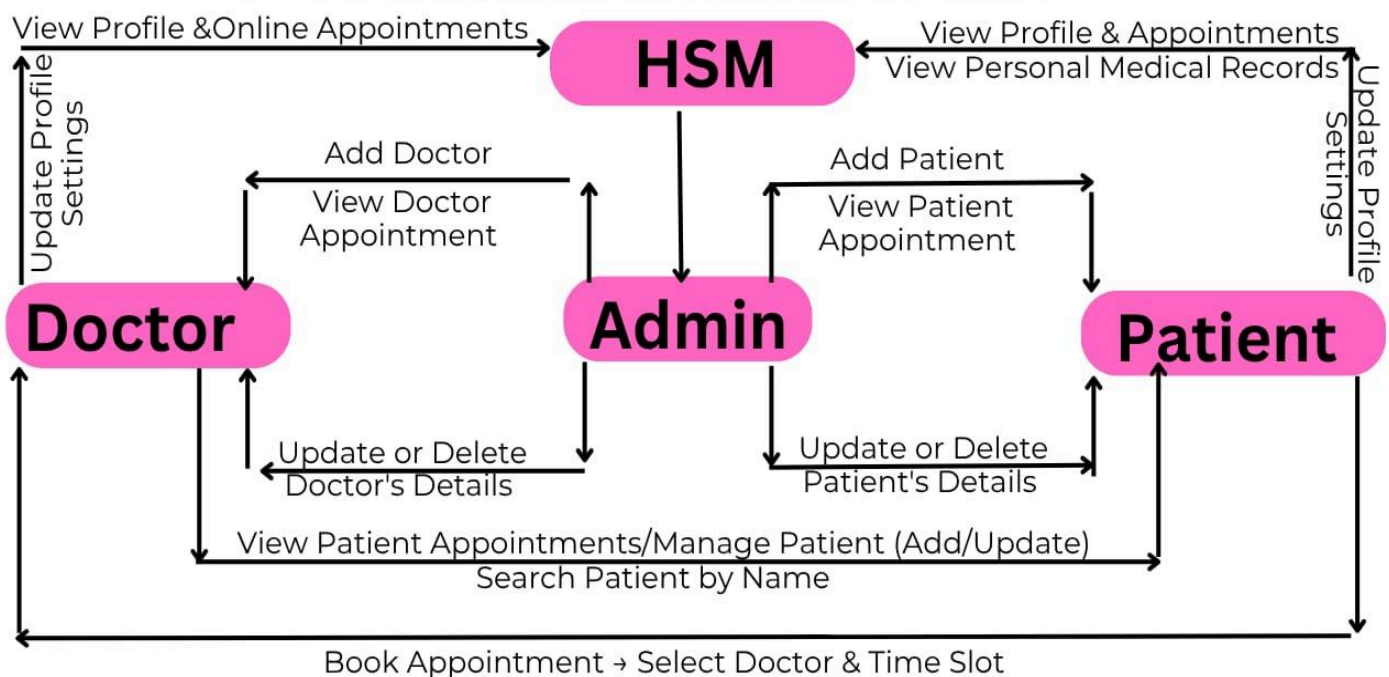 View Profile &Online Appointments
HSM
View Profile & Appointments
View Personal Medical Records
Update Profile
Settings
Update Profile
Settings
Add Doctor
View Doctor
Appointment
Add Patient
View Patient
Appointment
Doctor
Admin
Patient
Update or Delete
Doctor's Details
Update or Delete
Patient's Details
View Patient Appointments/Manage Patient (Add/Update)
Search Patient by Name
Book Appointment → Select Doctor & Time Slot